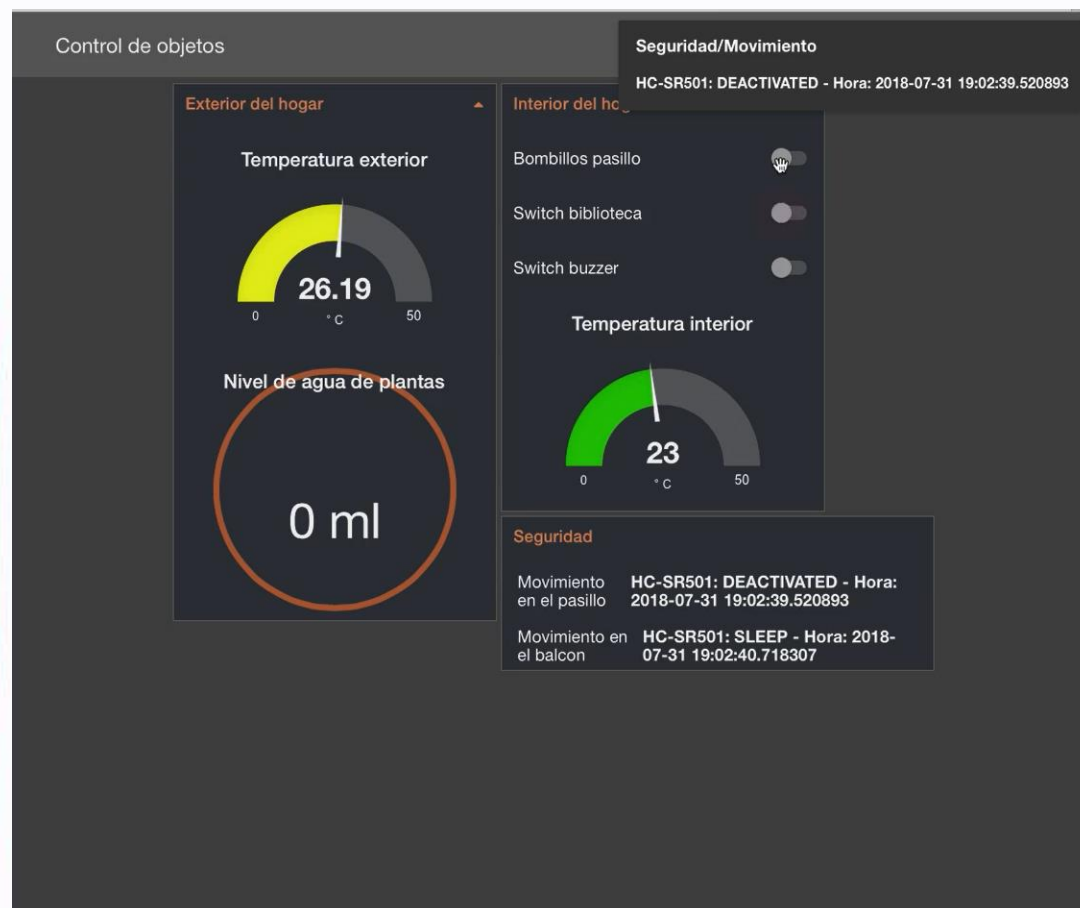 Control de objetos
Seguridad/Movimiento
HC-SR501: DEACTIVATED - Hora: 2018-07-31 19:02:39.520893
Exterior del hogar
Temperatura exterior
26.19
0
° C
50
Nivel de agua de plantas
0 ml
Interior del
Bombillos pasillo
Switch biblioteca
Switch buzzer
Temperatura interior
23
0
° C
50
Seguridad
Movimiento
en el pasillo
HC-SR501: DEACTIVATED - Hora:
2018-07-31 19:02:39.520893
Movimiento en
el balcon
HC-SR501: SLEEP - Hora: 2018-
07-31 19:02:40.718307